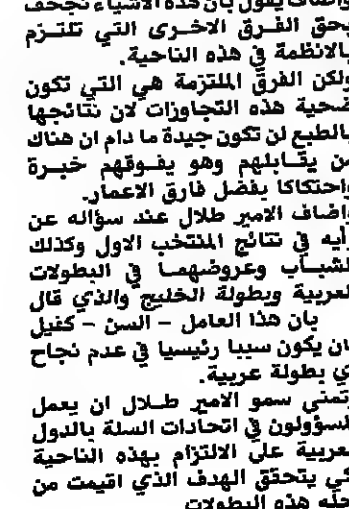 واضاف يقول بان هذه الاشياء تجحف
بحق الفرق الاخرى التي تلتزم
بالانظمة في هذه الناحية.
ولكن الفرق الملتزمة هي التي تكون
ضحية هذه التجاوزات لان نتائجها
بالطبع لن تكون جيدة ما دام ان هناك
من يقابلهم وهو يفوقهم خبرة
واحتكاكا بفضل فارق الاعمار.
واضاف الامير طلال عند سؤاله عن
رأيه في نتائج المنتخب الاول وكذلك
الشباب وعروضهما في البطولات
العربية وبطولة الخليج والذي قال
بان هذا العامل – السن – كفيل
بان يكون سببا رئيسيا في عدم نجاح
اي بطولة عربية.
وتمنى سمو الامير طلال ان يعمل
المسؤولون في اتحادات السلة بالدول
العربية على الالتزام بهذه الناحية
كي يتحقق الهدف الذي اقيمت من
اجله هذه البطولات